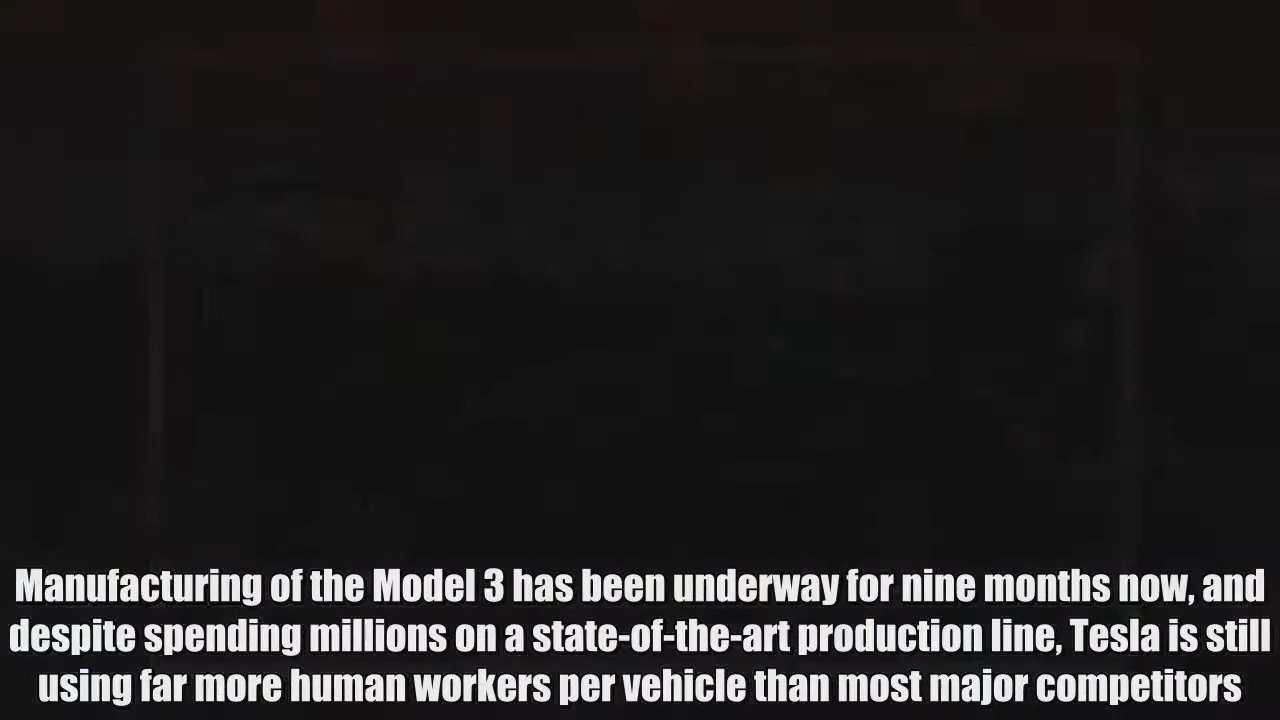 Manufacturing of the Model 3 has been underway for nine months now, and
despite spending millions on a state-of-the-art production line, Tesla is still
using far more human workers per vehicle than most major competitors